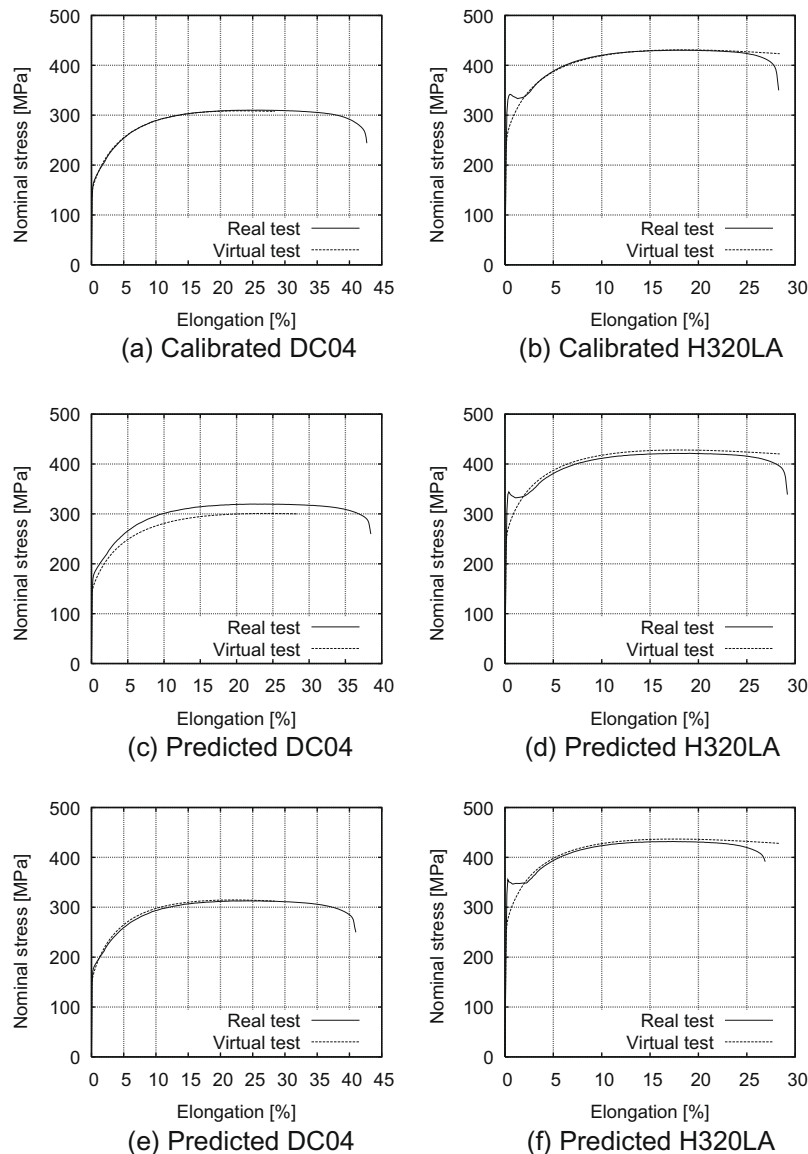 500
400
300
200
100
0
Nominal stress [MPa]
Real test
Virtual test
0 5 10 15 20 25 30 35 40 45
Elongation [%]
(a) Calibrated DC04
500
400
300
200
100
0
Nominal stress [MPa]
Real test
Virtual test
0 5 10 15 20 25 30
Elongation [%]
(b) Calibrated H320LA
500
400
300
200
100
0
Nominal stress [MPa]
Real test
Virtual test
0 5 10 15 20 25 30 35 40
Elongation [%]
(c) Predicted DC04
500
400
300
200
100
0
Nominal stress [MPa]
Real test
Virtual test
0 5 10 15 20 25 30
Elongation [%]
(d) Predicted H320LA
500
400
300
200
100
0
Nominal stress [MPa]
Real test
Virtual test
0 5 10 15 20 25 30 35 40 45
Elongation [%]
(e) Predicted DC04
500
400
300
200
100
0
Nominal stress [MPa]
Real test
Virtual test
0 5 10 15 20 25 30
Elongation [%]
(f) Predicted H320LA